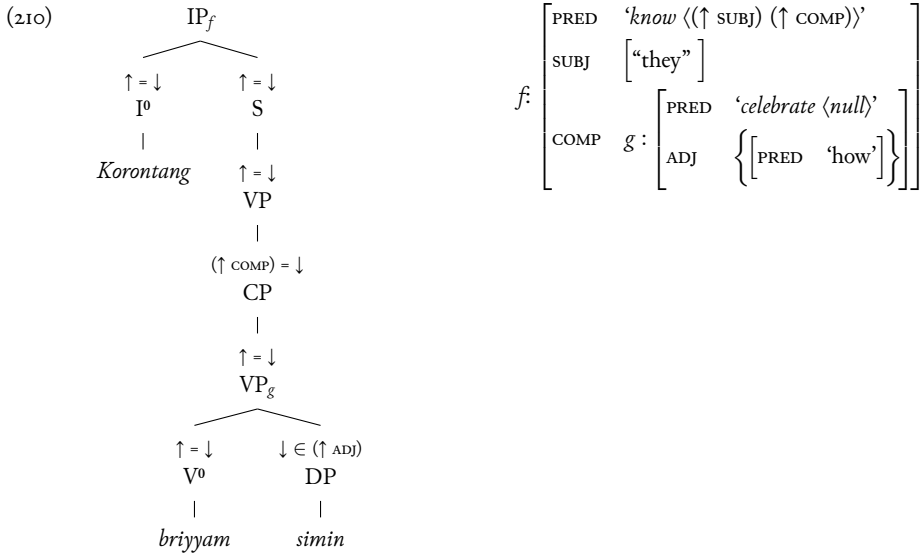 (210)
IP_f
↑ = ↓ ↑ = ↓
I⁰ S
Korontang ↑ = ↓
VP
(↑ COMP) = ↓
CP
↑ = ↓
VP_g
↑ = ↓ ↓ ∈ (↑ ADJ)
V⁰ DP
briyyam simin
f: PRED ‘know ⟨(↑ SUBJ) (↑ COMP)⟩’
SUBJ [“they” ]
COMP g : PRED ‘celebrate ⟨null⟩’
ADJ {[PRED ‘how’]}